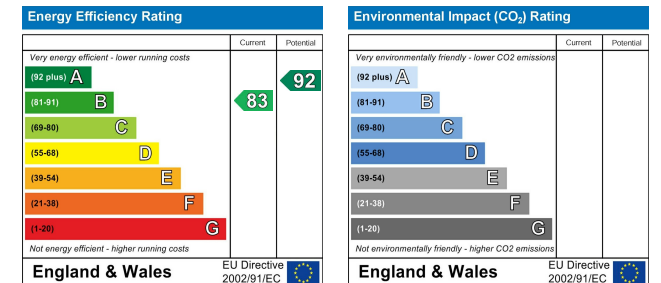 Energy Efficiency Rating
Current Potential
Very energy efficient - lower running costs
(92 plus) A
92
(81-91) B
83
(69-80) C
(55-68) D
(39-54) E
(21-38) F
(1-20) G
Not energy efficient - higher running costs
England & Wales
EU Directive
2002/91/EC
Environmental Impact (CO₂) Rating
Current Potential
Very environmentally friendly - lower CO2 emissions
(92 plus) A
(81-91) B
(69-80) C
(55-68) D
(39-54) E
(21-38) F
(1-20) G
Not environmentally friendly - higher CO2 emissions
England & Wales
EU Directive
2002/91/EC